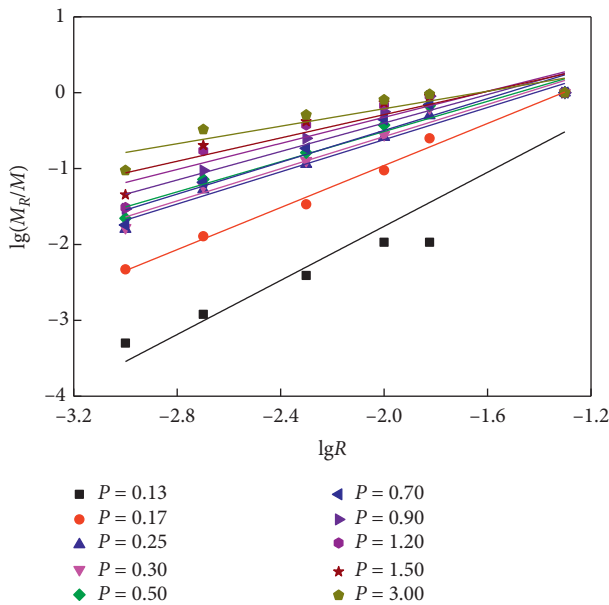 1
0
−1
−2
−3
−4
lg(M_R/M)
−3.2 −2.8 −2.4 −2.0 −1.6 −1.2
lgR
P = 0.13 P = 0.70
P = 0.17 P = 0.90
P = 0.25 P = 1.20
P = 0.30 P = 1.50
P = 0.50 P = 3.00